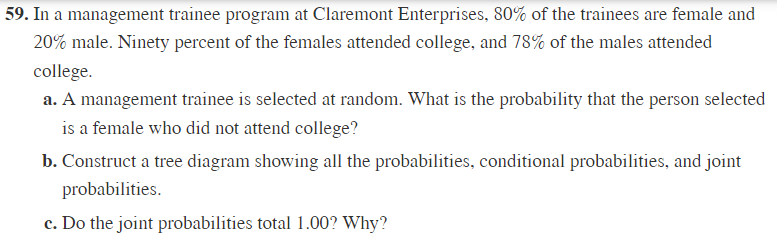 59. In a management trainee program at Claremont Enterprises, 80% of the trainees are female and
20% male. Ninety percent of the females attended college, and 78% of the males attended
college.
a. A management trainee is selected at random. What is the probability that the person selected
is a female who did not attend college?
b. Construct a tree diagram showing all the probabilities, conditional probabilities, and joint
probabilities.
c. Do the joint probabilities total 1.00? Why?